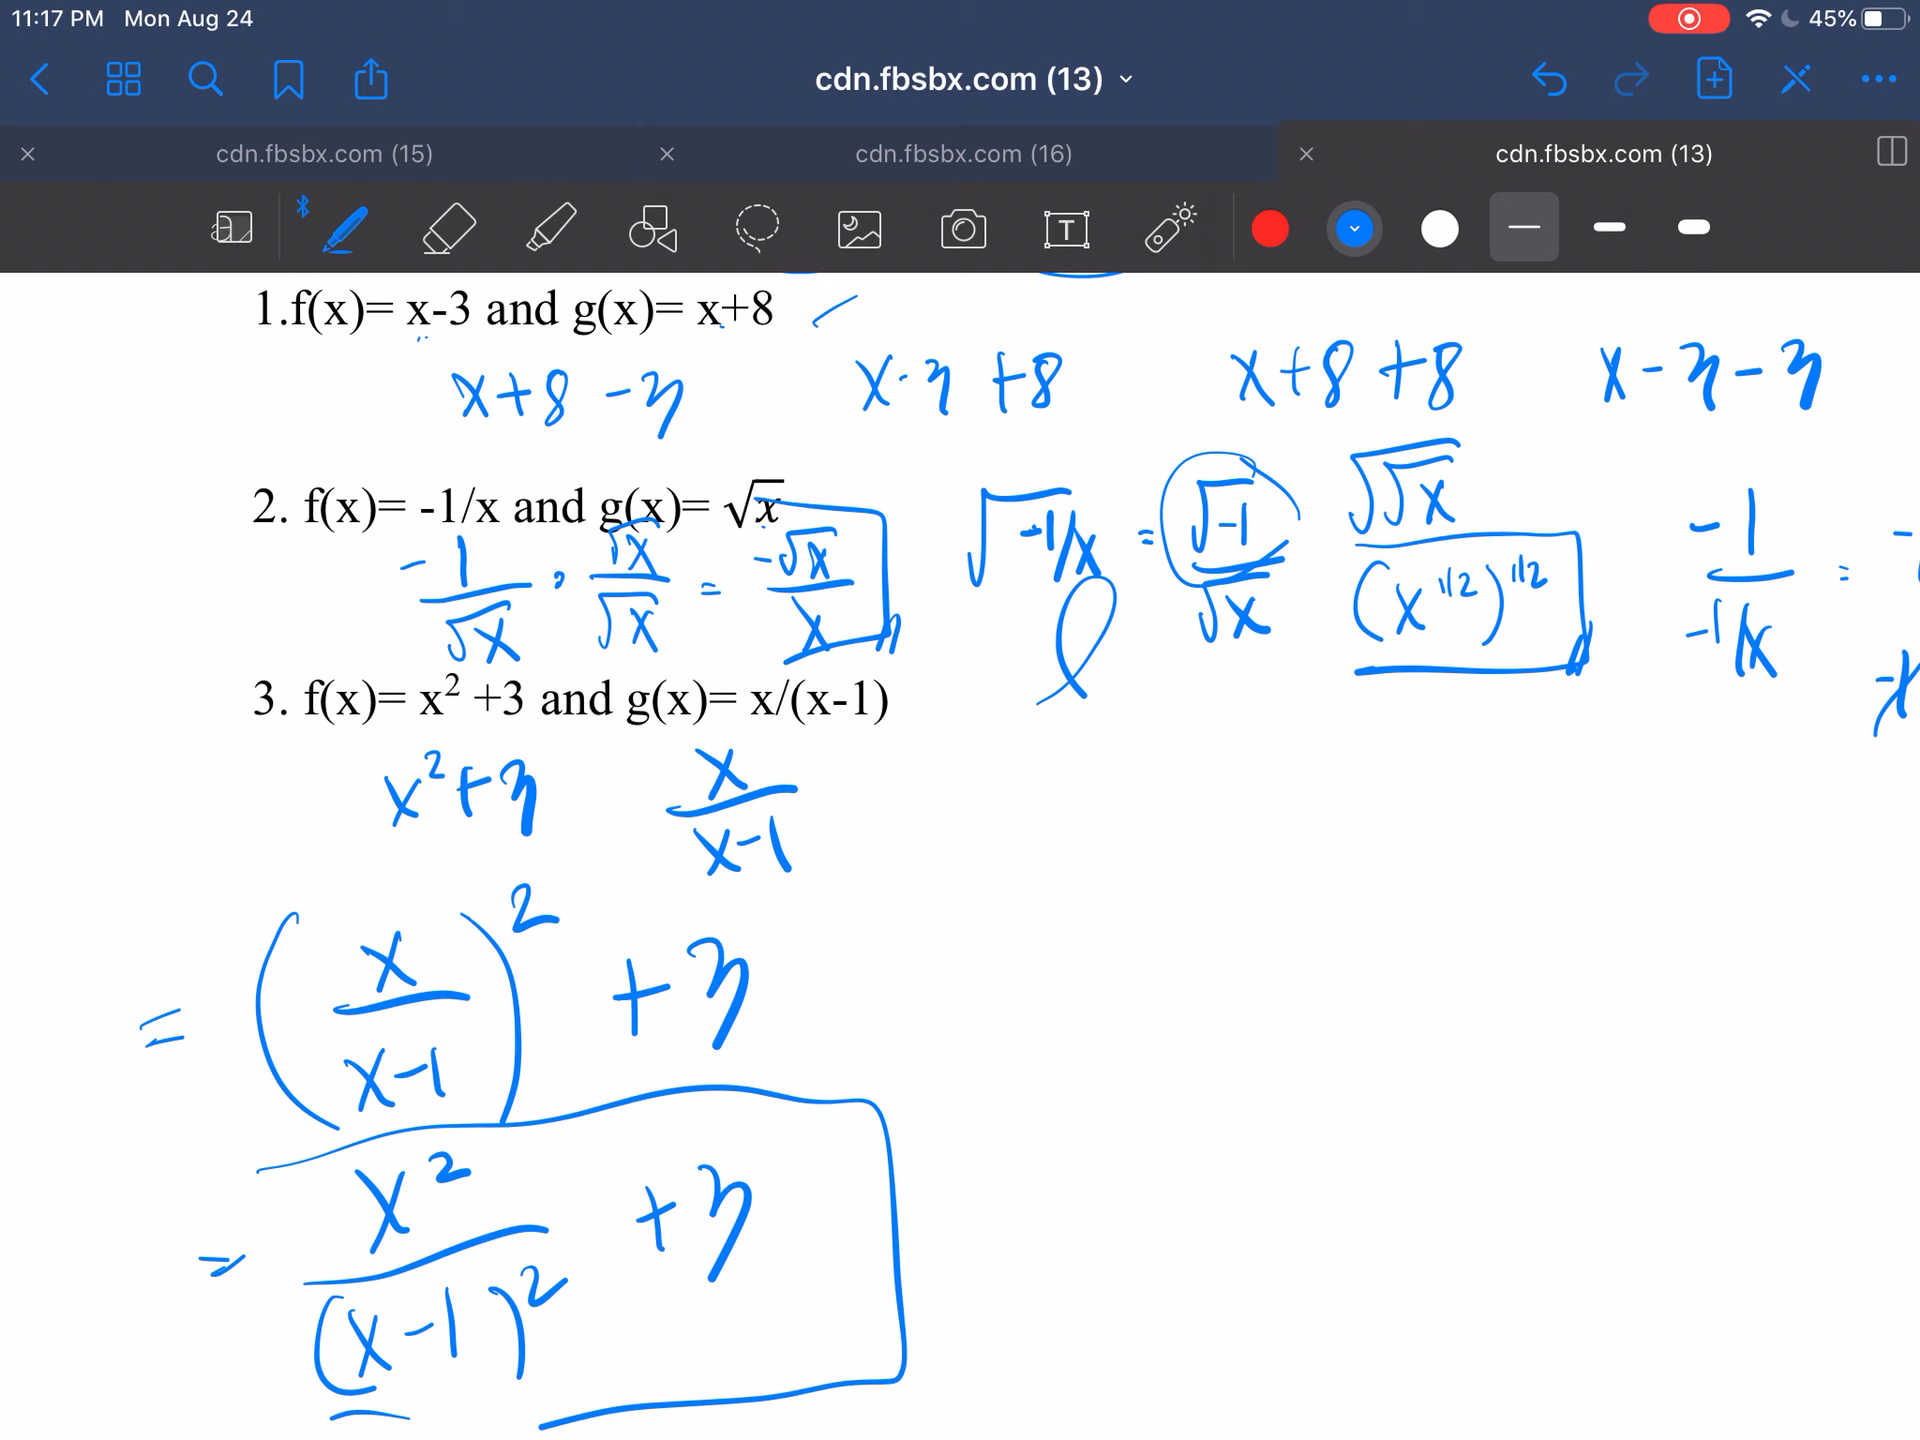 11:17 PM Mon Aug 24 45%
cdn.fbsbx.com (13)
cdn.fbsbx.com (15) cdn.fbsbx.com (16) cdn.fbsbx.com (13)
T
1.f(x)= x-3 and g(x)= x+8
x+8 -3 x-3 +8 x+8 +8 x-3-3
2. f(x)= -1/x and g(x)= √x
-1/√x · √x/√x = -√x/x √-1/x = √-1/√x √√x (x^1/2)^1/2 -1/-1/x =
3. f(x)= x² +3 and g(x)= x/(x-1)
x²+3 x/x-1
= (x/x-1)² +3
= x²/(x-1)² +3